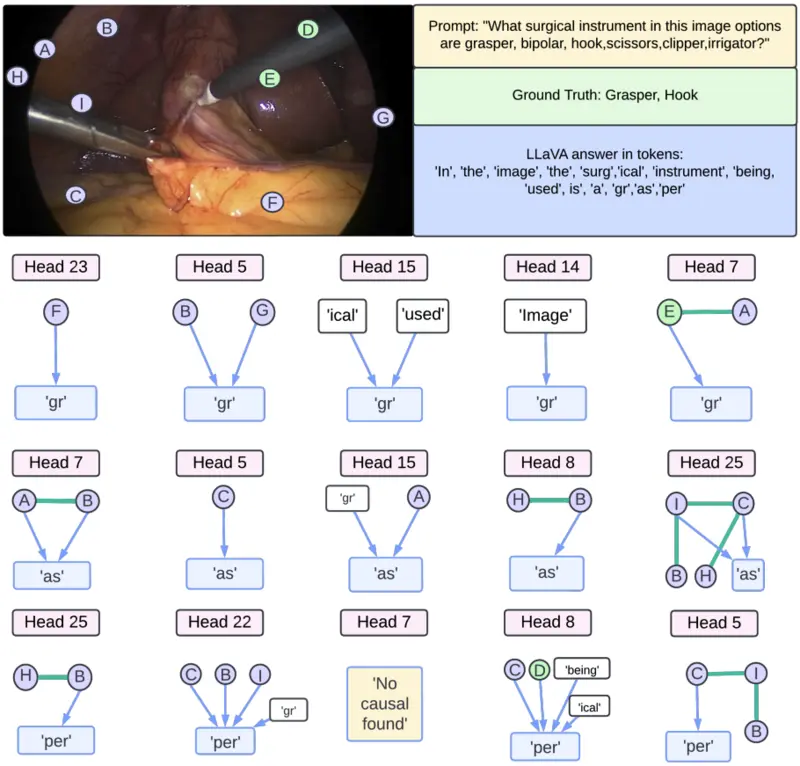 B
D
A
H
E
I
G
C
F
Prompt: "What surgical instrument in this image options
are grasper, bipolar, hook,scissors,clipper,irrigator?"
Ground Truth: Grasper, Hook
LLaVA answer in tokens:
'In', 'the', 'image', 'the', 'surg','ical', 'instrument', 'being,
'used', is', 'a', 'gr','as','per'
Head 23
Head 5
Head 15
Head 14
Head 7
F
B
G
'ical'
'used'
'Image'
E
A
'gr'
'gr'
'gr'
'gr'
'gr'
Head 7
Head 5
Head 15
Head 8
Head 25
A
B
C
'gr'
A
H
B
I
C
'as'
'as'
'as'
'as'
B
H
'as'
Head 25
Head 22
Head 7
Head 8
Head 5
H
B
C
B
I
'gr'
'No
causal
found'
C
D
'being'
'ical'
C
I
B
'per'
'per'
'per'
'per'